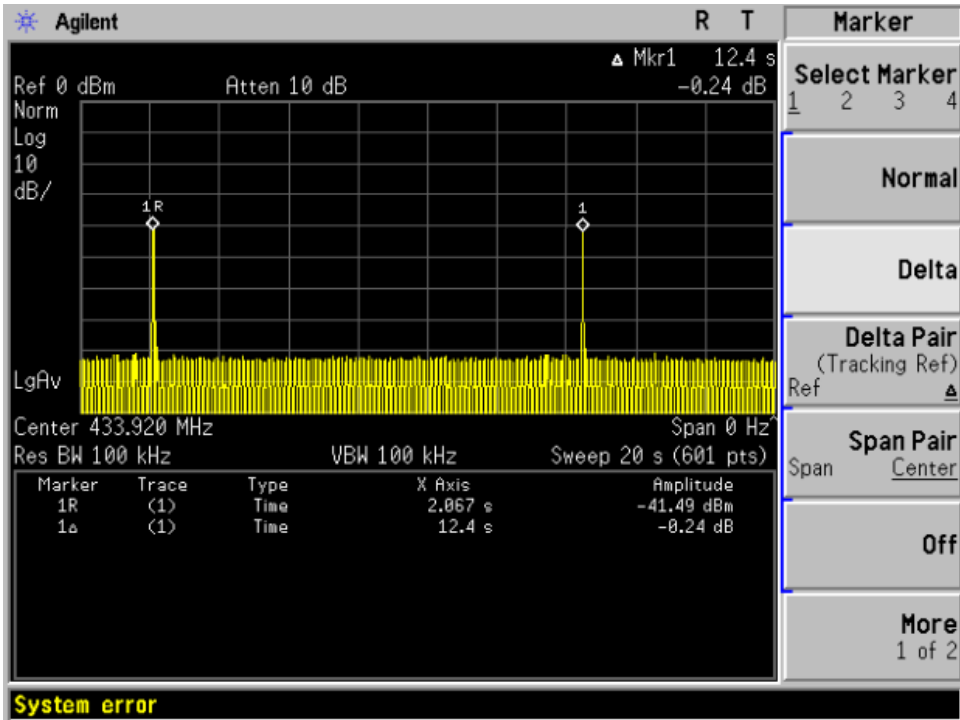 Agilent R T
Δ Mkr1 12.4 s
Ref 0 dBm Atten 10 dB -0.24 dB
Norm
Log
10
dB/
1R
1
LgAv
Center 433.920 MHz Span 0 Hz^
Res BW 100 kHz VBW 100 kHz Sweep 20 s (601 pts)
Marker Trace Type X Axis Amplitude
1R (1) Time 2.067 s -41.49 dBm
1Δ (1) Time 12.4 s -0.24 dB
System error
Marker
Select Marker
1 2 3 4
Normal
Delta
Delta Pair
(Tracking Ref)
Ref Δ
Span Pair
Span Center
Off
More
1 of 2